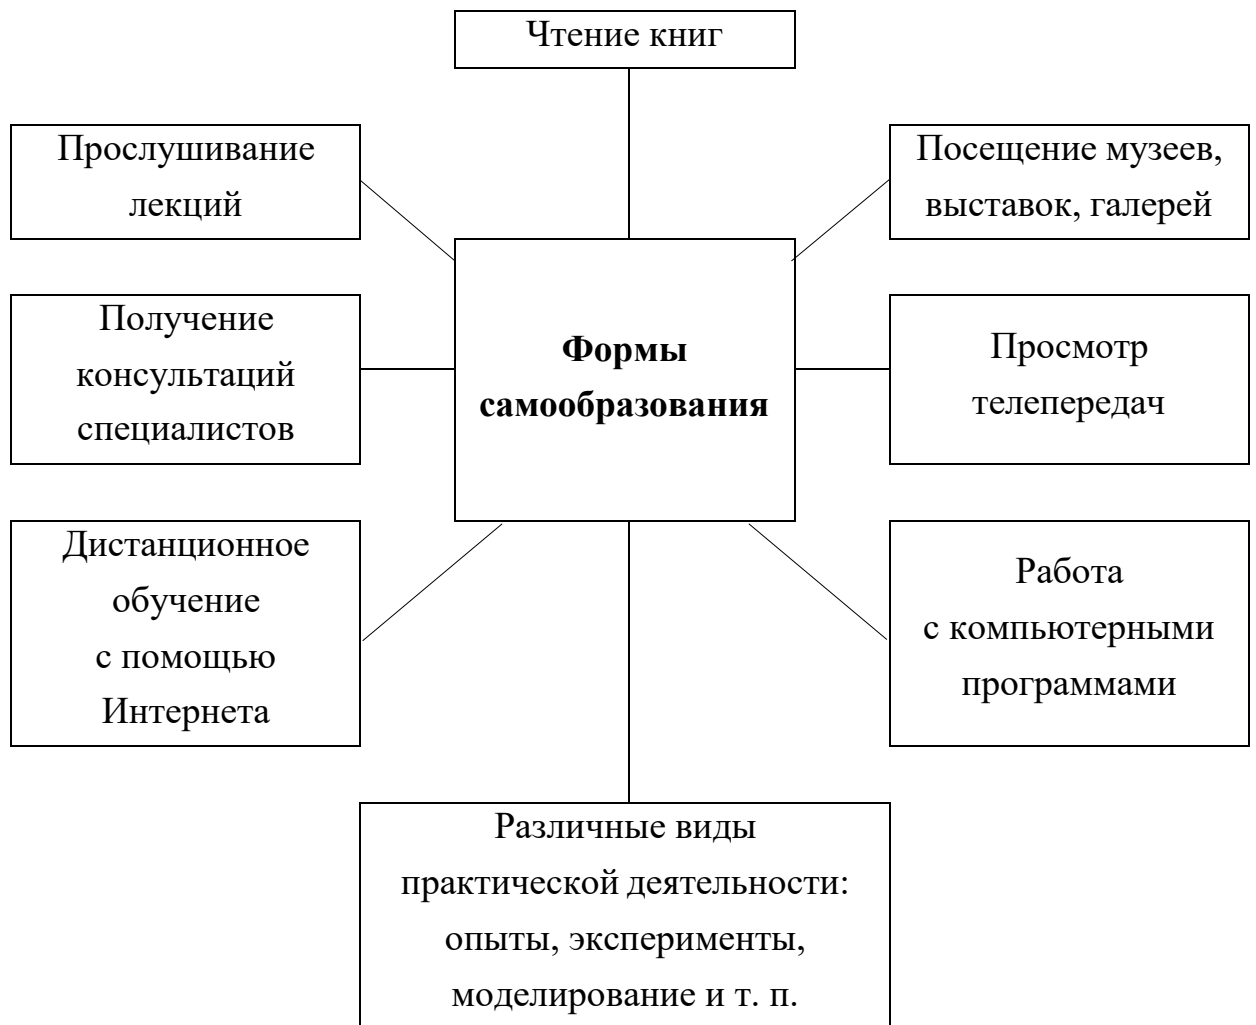 Чтение книг
Прослушивание
лекций
Посещение музеев,
выставок, галерей
Получение
консультаций
специалистов
Формы
самообразования
Просмотр
телепередач
Дистанционное
обучение
с помощью
Интернета
Работа
с компьютерными
программами
Различные виды
практической деятельности:
опыты, эксперименты,
моделирование и т. п.